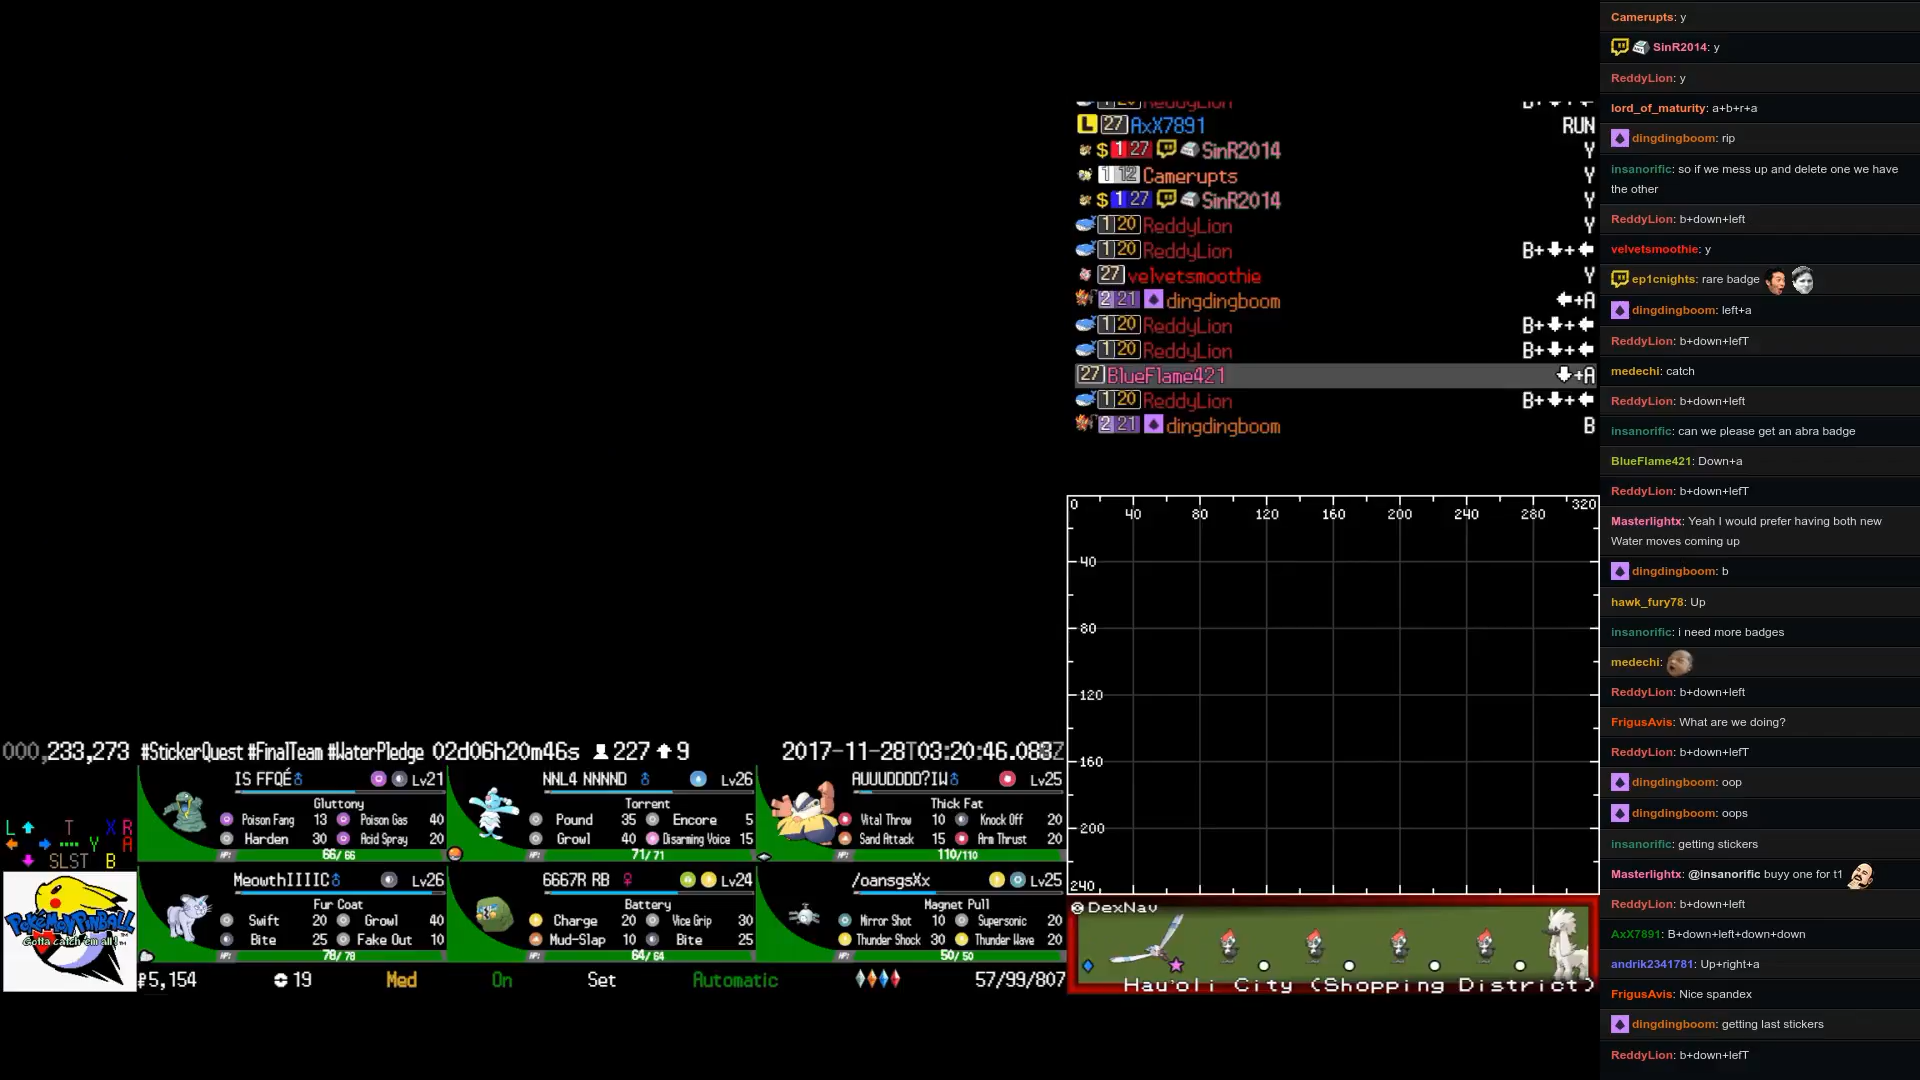 ReddyLion
L 27 AxX7891 RUN
$ 1 27 SinR2014 Y
1 12 Camerupts Y
$ 1 27 SinR2014 Y
1 20 ReddyLion Y
1 20 ReddyLion B+⬇+⬅
27 velvetsmoothie Y
2 21 dingdingboom ⬅+A
1 20 ReddyLion B+⬇+⬅
1 20 ReddyLion B+⬇+⬅
27 BlueFlame421 ⬇+A
1 20 ReddyLion B+⬇+⬅
2 21 dingdingboom B
0 40 80 120 160 200 240 280 320
40
80
120
160
200
240
000,233,273 #StickerQuest #FinalTeam #WaterPledge 02d06h20m46s 227 9 2017-11-28T03:20:46
IS FFQÉ♂ Lv21
Gluttony
Poison Fang 13 Poison Gas 40
Harden 30 Acid Spray 20
HP: 66/66
NNL4 NNNND ♂ Lv26
Torrent
Pound 35 Encore 5
Growl 40 Disarming Voice 15
HP: 71/71
AUUUDDDD?IW♂ Lv25
Thick Fat
Vital Throw 10 Knock Off 20
Sand Attack 15 Arm Thrust 20
HP: 110/110
L T X R
Y A
SLST B
MeowthIIIIC♂ Lv26
Fur Coat
Swift 20 Growl 40
Bite 25 Fake Out 10
HP: 78/78
6667R RB ♀ Lv24
Battery
Charge 20 Vice Grip 30
Mud-Slap 10 Bite 25
HP: 64/64
/oansgsXx Lv25
Magnet Pull
Mirror Shot 10 Supersonic 20
Thunder Shock 30 Thunder Wave 20
HP: 50/50
POKéMON PINBALL
Gotta catch 'em all!
₽5,154 19 Med On Set Automatic 57/99/807
DexNav
Hau'oli City (Shopping District)
Camerupts: y
SinR2014: y
ReddyLion: y
lord_of_maturity: a+b+r+a
dingdingboom: rip
insanorific: so if we mess up and delete one we have
the other
ReddyLion: b+down+left
velvetsmoothie: y
ep1cnights: rare badge
dingdingboom: left+a
ReddyLion: b+down+lefT
medechi: catch
ReddyLion: b+down+left
insanorific: can we please get an abra badge
BlueFlame421: Down+a
ReddyLion: b+down+lefT
Masterlightx: Yeah I would prefer having both new
Water moves coming up
dingdingboom: b
hawk_fury78: Up
insanorific: i need more badges
medechi:
ReddyLion: b+down+left
FrigusAvis: What are we doing?
ReddyLion: b+down+lefT
dingdingboom: oop
dingdingboom: oops
insanorific: getting stickers
Masterlightx: @insanorific buyy one for t1
ReddyLion: b+down+left
AxX7891: B+down+left+down+down
andrik2341781: Up+right+a
FrigusAvis: Nice spandex
dingdingboom: getting last stickers
ReddyLion: b+down+lefT